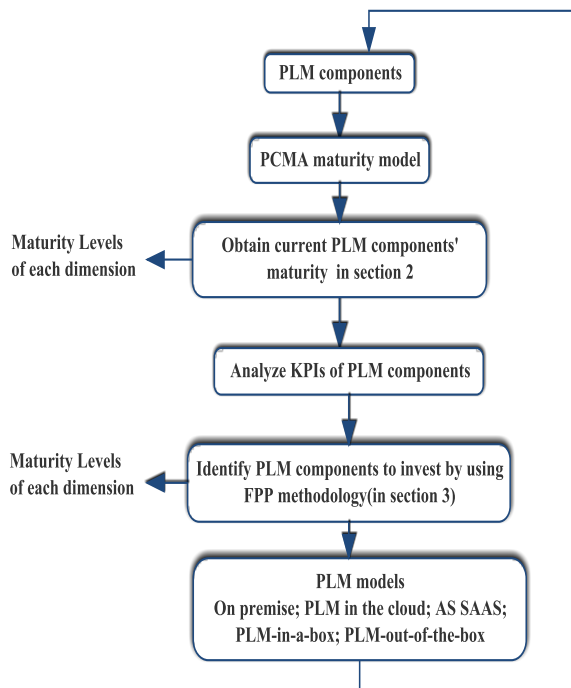 PLM components
PCMA maturity model
Maturity Levels
of each dimension
Obtain current PLM components'
maturity in section 2
Analyze KPIs of PLM components
Maturity Levels
of each dimension
Identify PLM components to invest by using
FPP methodology(in section 3)
PLM models
On premise; PLM in the cloud; AS SAAS;
PLM-in-a-box; PLM-out-of-the-box